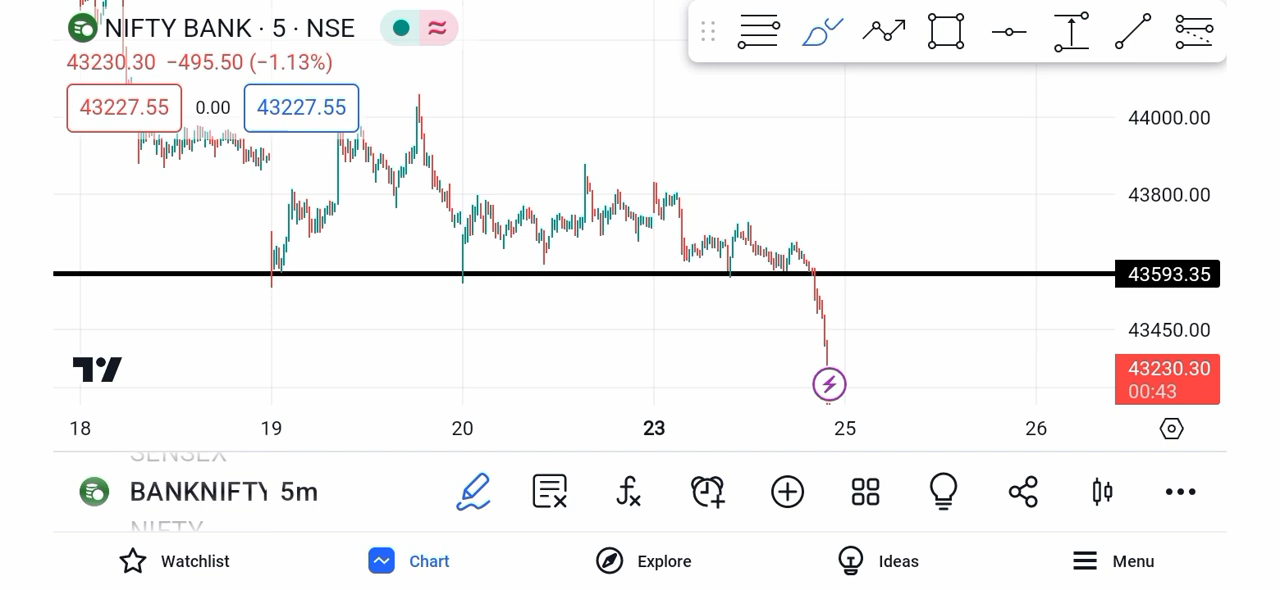 NIFTY BANK · 5 · NSE
43230.30 −495.50 (−1.13%)
43227.55 0.00 43227.55
44000.00
43800.00
43593.35
43450.00
43230.30
00:43
18 19 20 23 25 26
SENSEX
BANKNIFTY 5m
NIFTY
Watchlist Chart Explore Ideas Menu